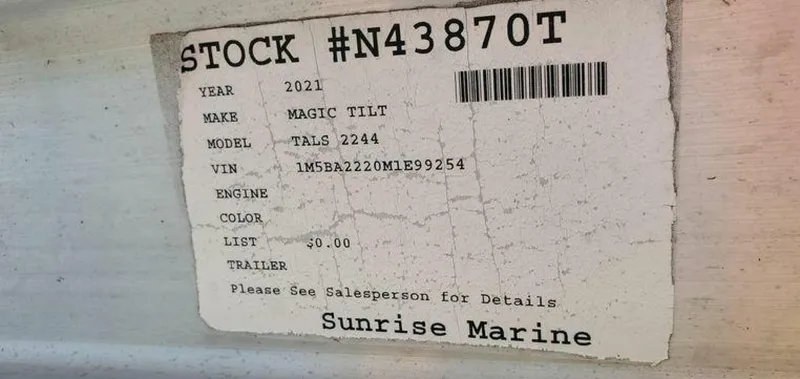 STOCK #N43870T
YEAR 2021
MAKE MAGIC TILT
MODEL TALS 2244
VIN 1M5BA2220M1E99254
ENGINE
COLOR
LIST $0.00
TRAILER
Please See Salesperson for Details
Sunrise Marine